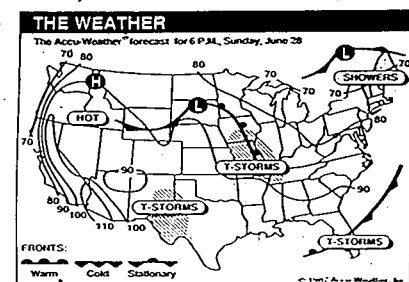 THE WEATHER
The Accu-Weather™ forecast for 6 P.M., Sunday, June 28
70
80
H
80
L
70
SHOWERS
70
70
70
80
HOT
L
70
90
T-STORMS
90
80
90
100
110
100
T-STORMS
T-STORMS
FRONTS:
Warm
Cold
Stationary